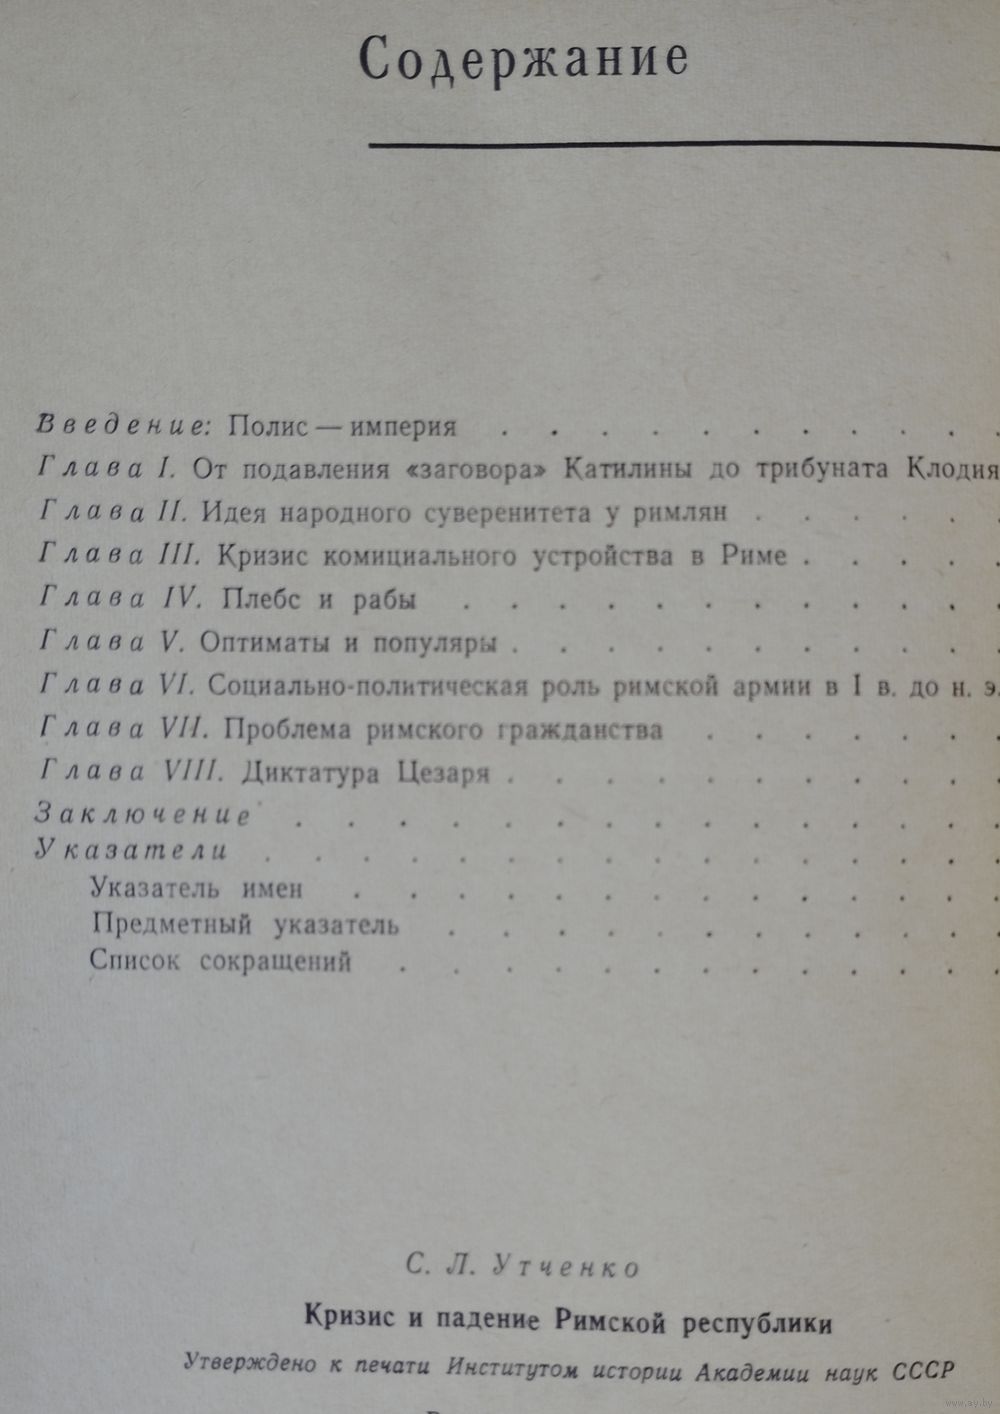 Содержание
Введение: Полис — империя . . . . . . . . . . .
Глава I. От подавления «заговора» Катилины до трибуната Клодия
Глава II. Идея народного суверенитета у римлян . . . . . .
Глава III. Кризис комициального устройства в Риме . . . . .
Глава IV. Плебс и рабы . . . . . . . . . . . .
Глава V. Оптиматы и популяры . . . . . . . . . . .
Глава VI. Социально-политическая роль римской армии в I в. до н. э.
Глава VII. Проблема римского гражданства . . . . . . .
Глава VIII. Диктатура Цезаря . . . . . . . . . . .
Заключение . . . . . . . . . . . . . . .
Указатели . . . . . . . . . . . . . . . .
Указатель имен . . . . . . . . . . . . . .
Предметный указатель . . . . . . . . . . . .
Список сокращений . . . . . . . . . . . . .
С. Л. Утченко
Кризис и падение Римской республики
Утверждено к печати Институтом истории Академии наук СССР
www.ay.by